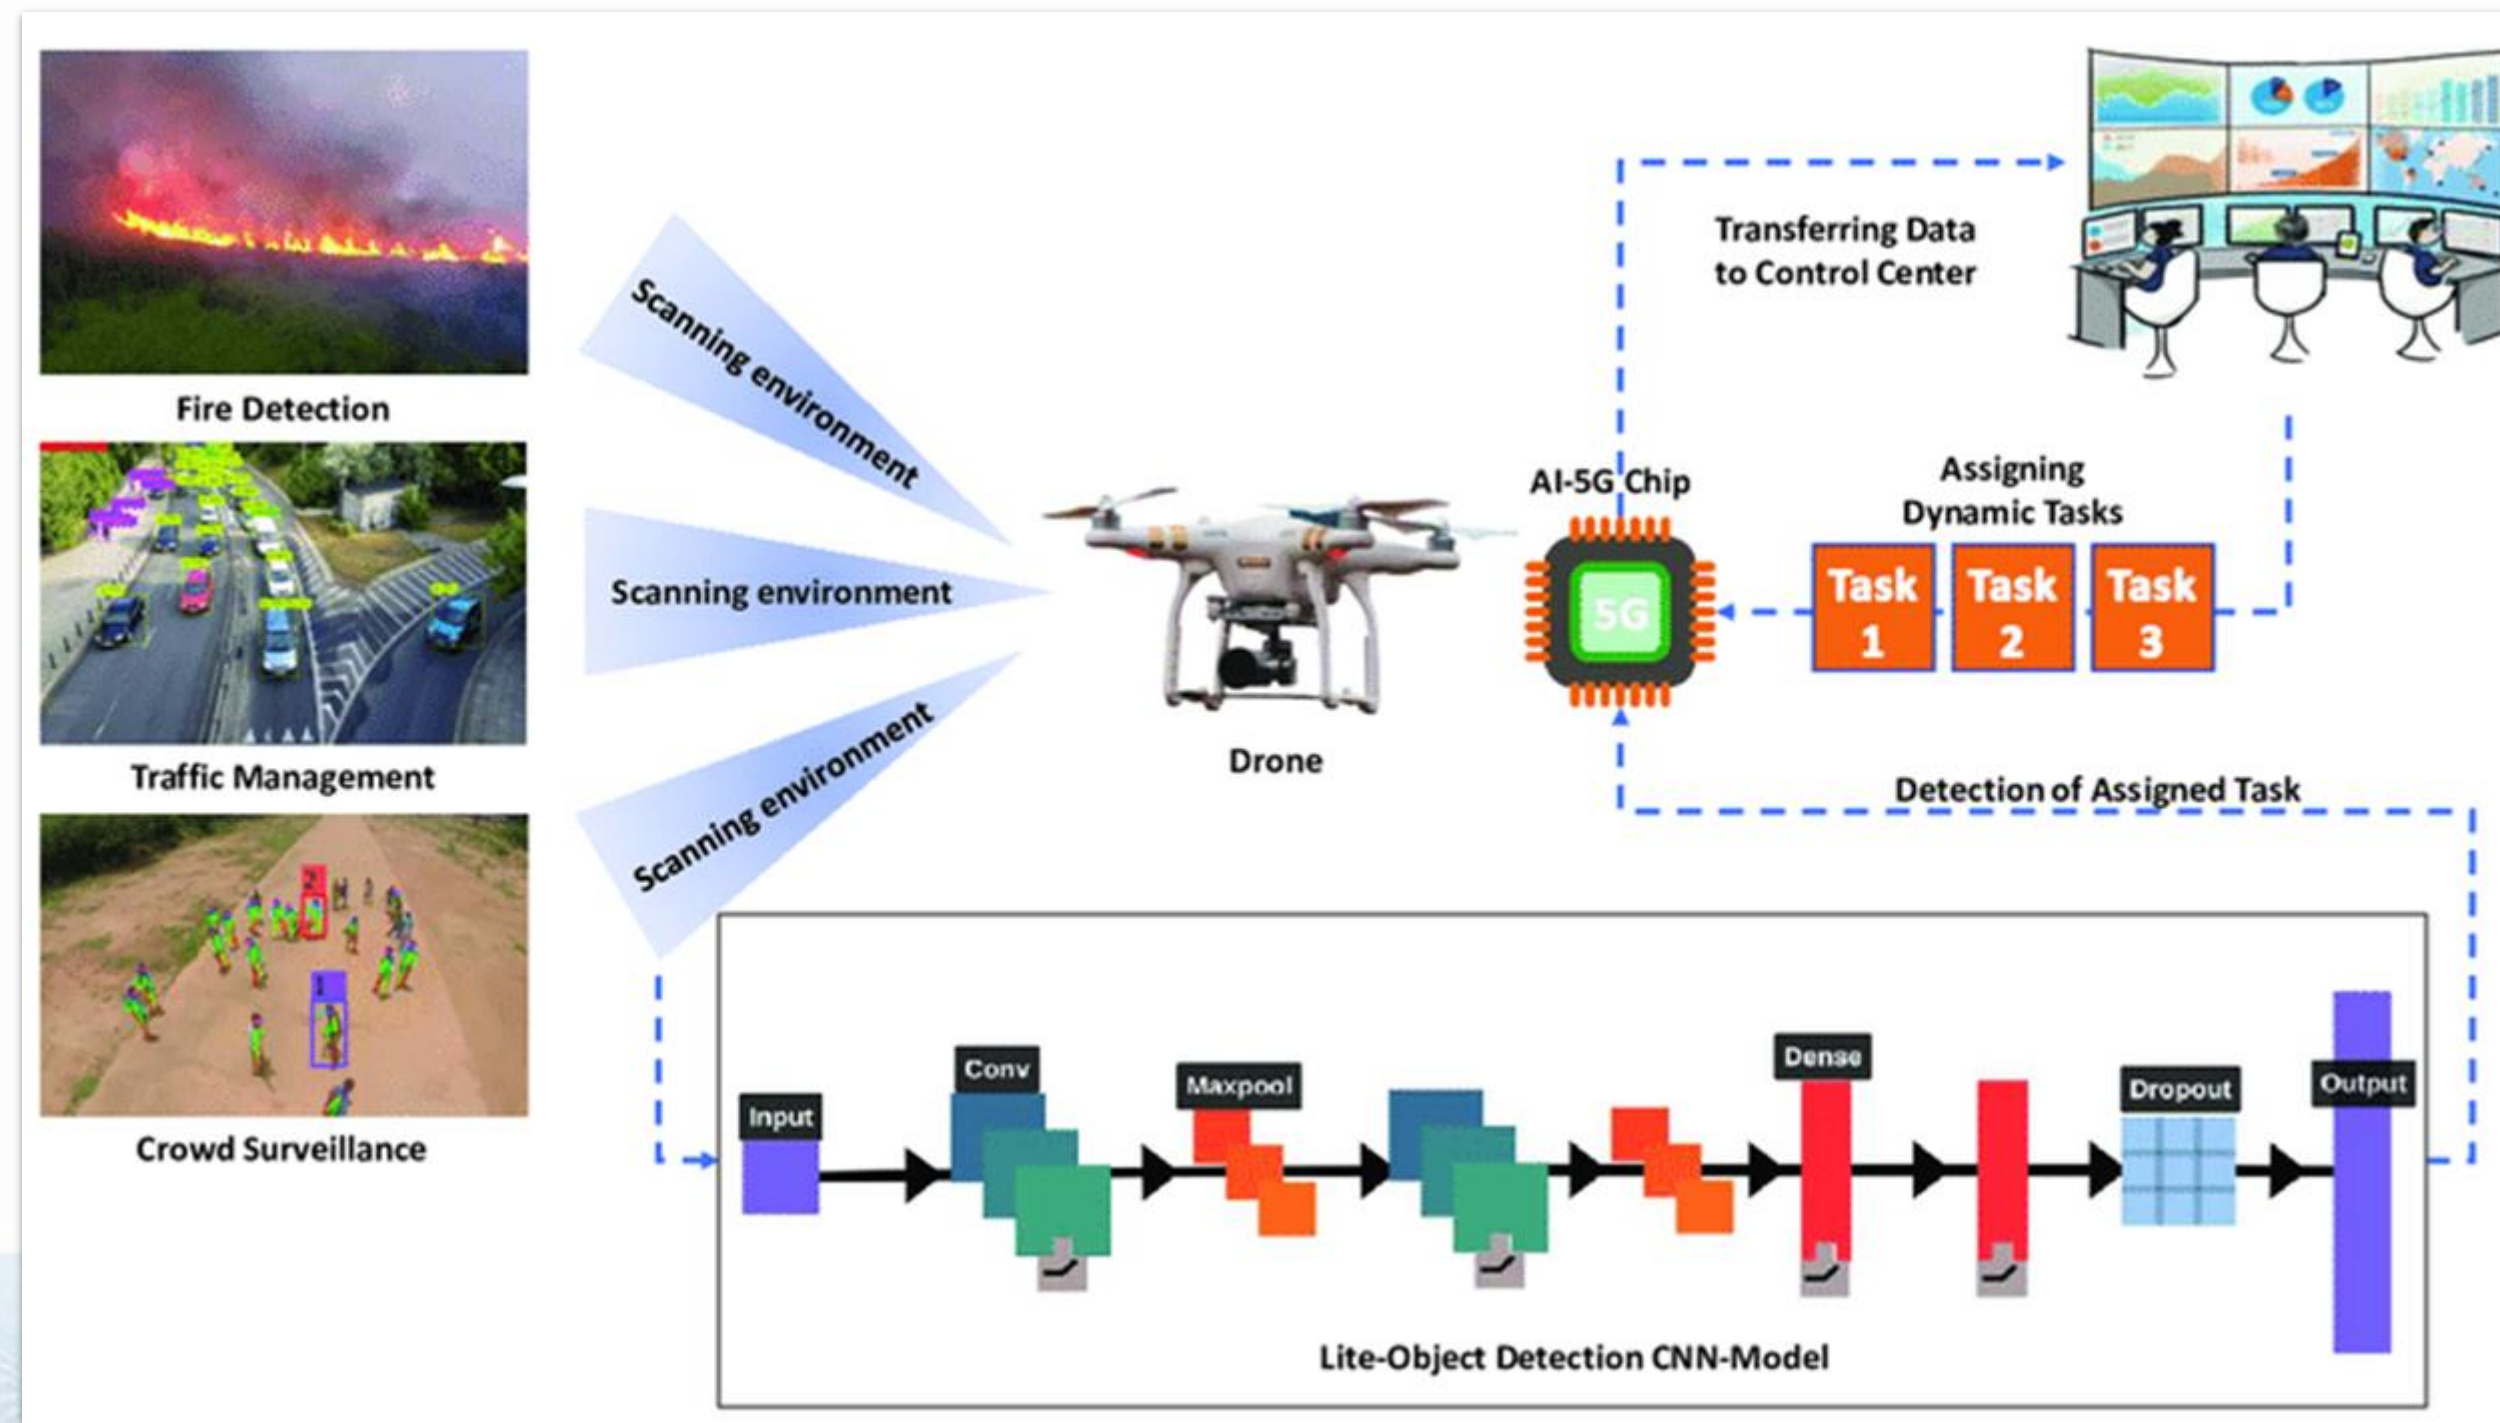 Fire Detection
Traffic Management
Crowd Surveillance
Scanning environment
Scanning environment
Scanning environment
Drone
AI-5G Chip
5G
Transferring Data
to Control Center
Assigning
Dynamic Tasks
Task
1
Task
2
Task
3
Detection of Assigned Task
Input
Conv
Maxpool
Dense
Dropout
Output
Lite-Object Detection CNN-Model
2
1